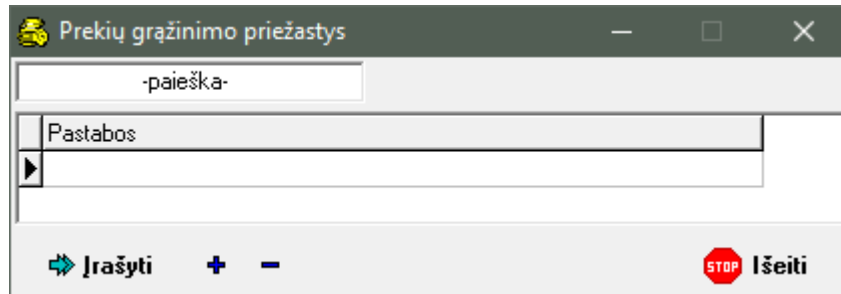 Prekių grąžinimo priežastys
-paieška-
Pastabos
Įrašyti + −
STOP Išeiti